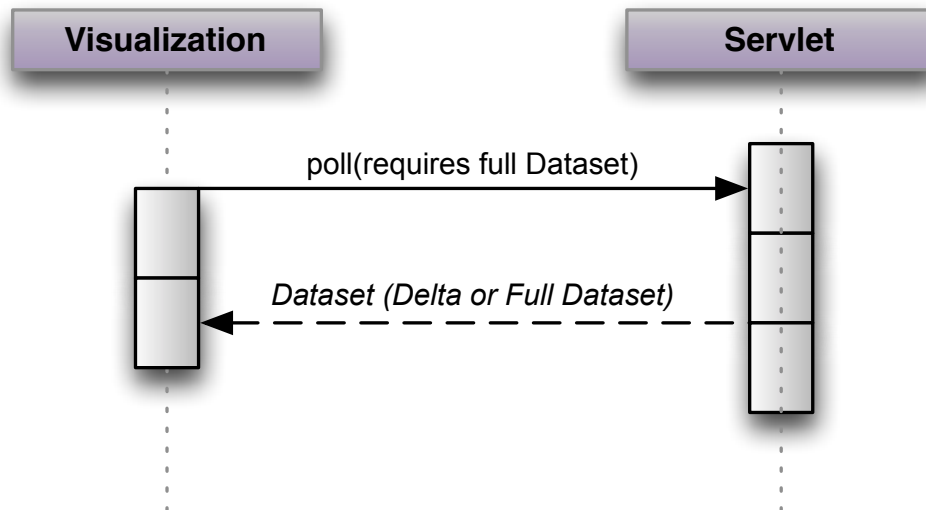 Visualization
Servlet
poll(requires full Dataset)
Dataset (Delta or Full Dataset)